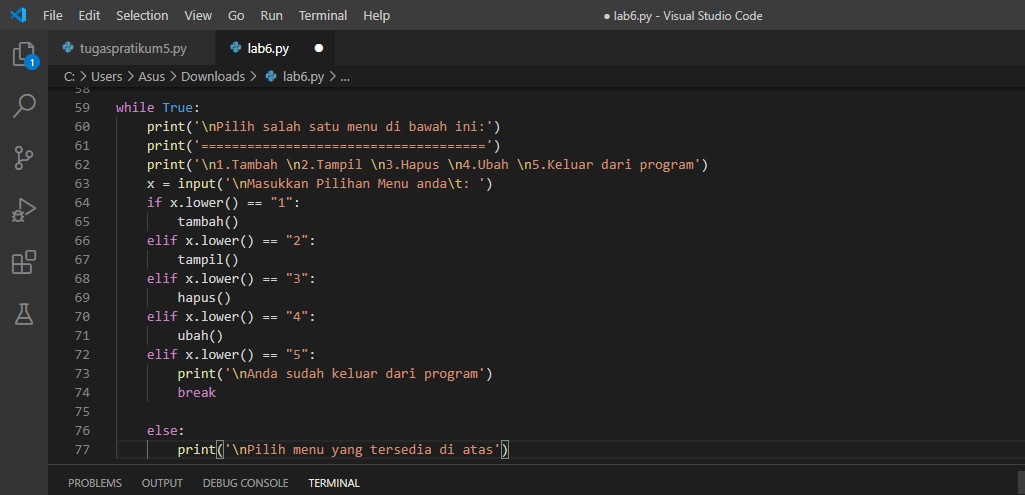 File Edit Selection View Go Run Terminal Help ● lab6.py - Visual Studio Code
tugaspratikum5.py lab6.py ●
1
C: > Users > Asus > Downloads > lab6.py > ...
58
59 while True:
60 print('\nPilih salah satu menu di bawah ini:')
61 print('=====================================')
62 print('\n1.Tambah \n2.Tampil \n3.Hapus \n4.Ubah \n5.Keluar dari program')
63 x = input('\nMasukkan Pilihan Menu anda\t: ')
64 if x.lower() == "1":
65 tambah()
66 elif x.lower() == "2":
67 tampil()
68 elif x.lower() == "3":
69 hapus()
70 elif x.lower() == "4":
71 ubah()
72 elif x.lower() == "5":
73 print('\nAnda sudah keluar dari program')
74 break
75
76 else:
77 print('\nPilih menu yang tersedia di atas')
PROBLEMS OUTPUT DEBUG CONSOLE TERMINAL